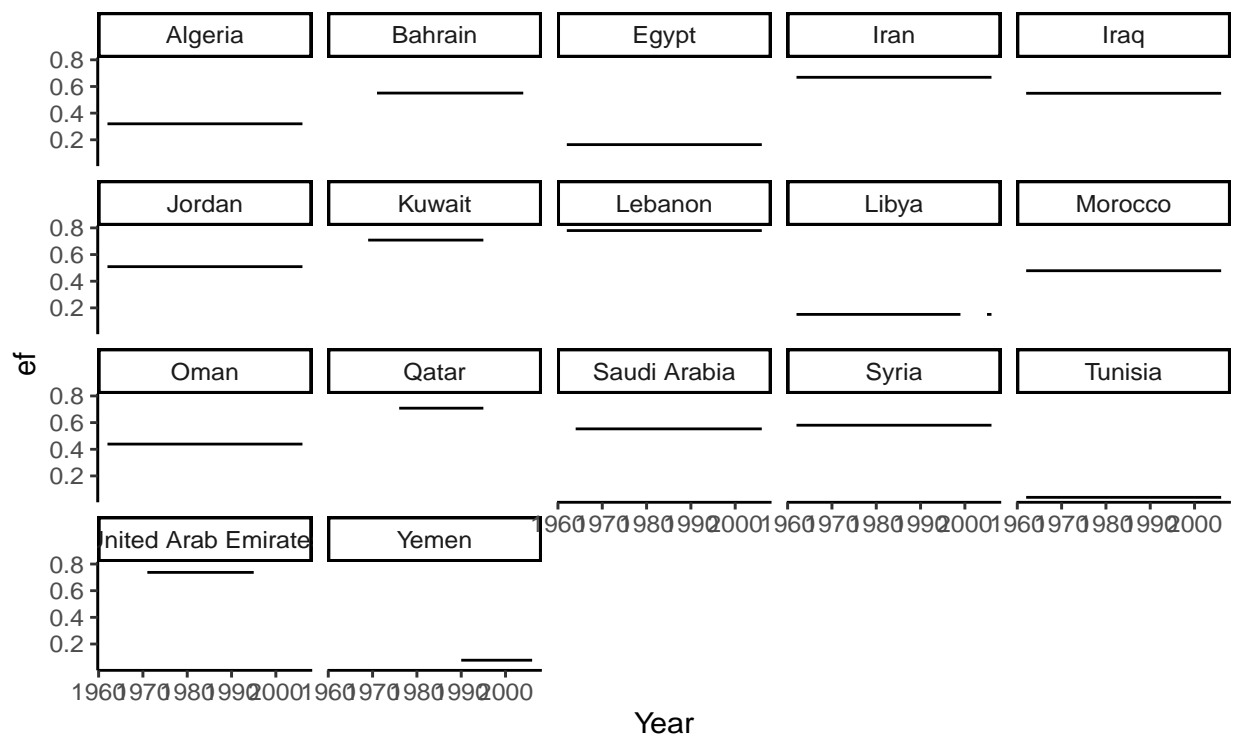 Algeria Bahrain Egypt Iran Iraq
0.8
0.6
0.4
0.2
Jordan Kuwait Lebanon Libya Morocco
0.8
0.6
0.4
0.2
Oman Qatar Saudi Arabia Syria Tunisia
0.8
0.6
0.4
0.2
1960 1970 1980 1990 2000 1960 1970 1980 1990 2000 1960 1970 1980 1990 2000
United Arab Emirate Yemen
0.8
0.6
0.4
0.2
1960 1970 1980 1990 2000 1960 1970 1980 1990 2000
ef
Year